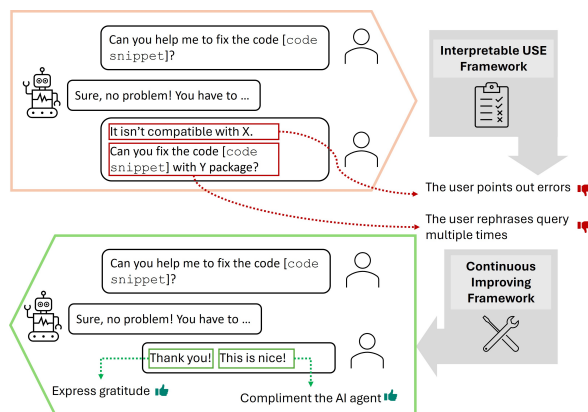 Can you help me to fix the code [code
snippet]?
Interpretable USE
Framework
Sure, no problem! You have to ...
It isn't compatible with X.
Can you fix the code [code
snippet] with Y package?
The user points out errors
The user rephrases query
multiple times
Can you help me to fix the code [code
snippet]?
Continuous
Improving
Framework
Sure, no problem! You have to ...
Thank you! This is nice!
Express gratitude
Compliment the AI agent